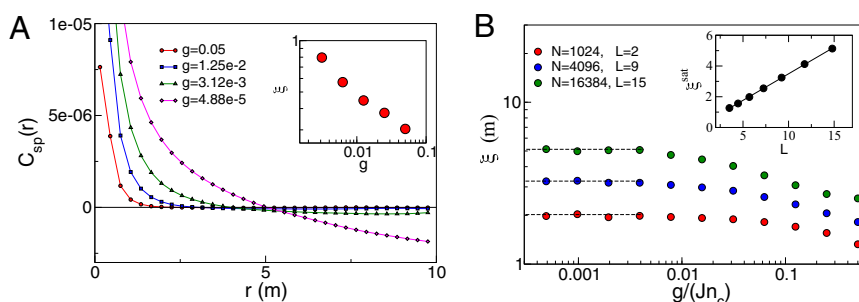 A
1e-05
5e-06
0
C_sp(r)
g=0.05
g=1.25e-2
g=3.12e-3
g=4.88e-5
1
ξ
0.01 0.1
g
0 5 10
r (m)
B
N=1024, L=2
N=4096, L=9
N=16384, L=15
6
4
2
0
ξ^sat
5 10 15
L
10
1
ξ (m)
0.001 0.01 0.1
g/(Jn_c)